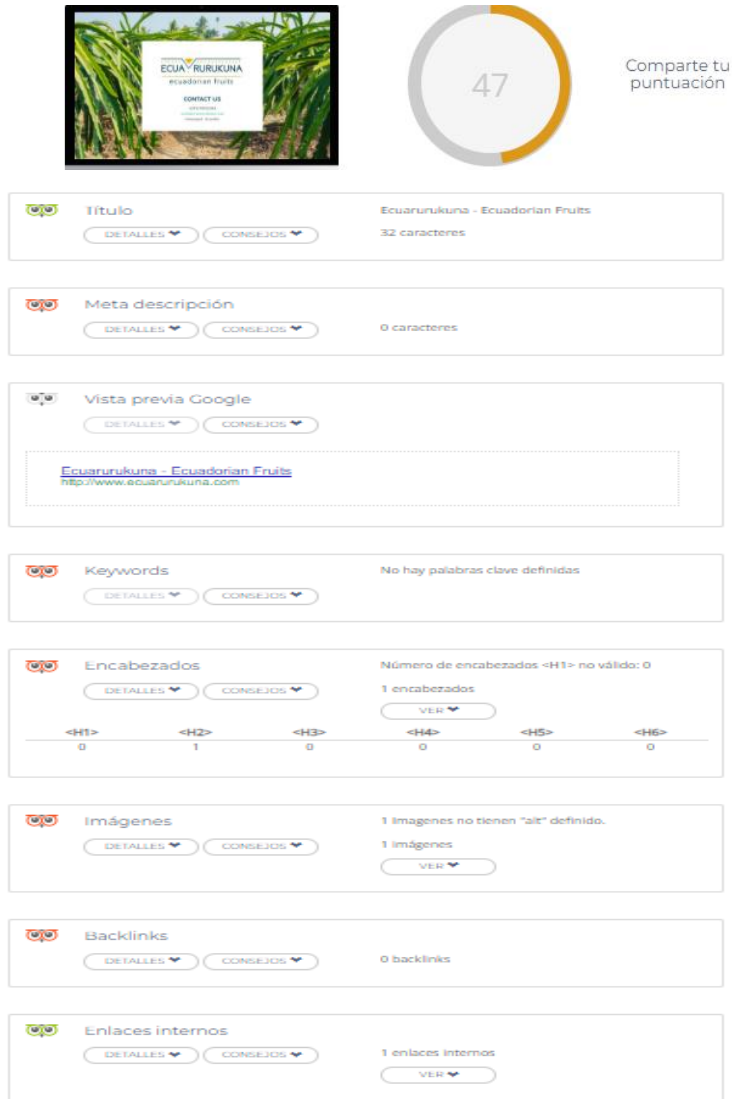 ECUA RURUKUNA
ecuadorian fruits
CONTACT US
47
Comparte tu
puntuación
Título
Ecuarurukuna - Ecuadorian Fruits
DETALLES
CONSEJOS
32 caracteres
Meta descripción
DETALLES
CONSEJOS
0 caracteres
Vista previa Google
DETALLES
CONSEJOS
Ecuarurukuna - Ecuadorian Fruits
http://www.ecuarurukuna.com
Keywords
No hay palabras clave definidas
DETALLES
CONSEJOS
Encabezados
Número de encabezados <H1> no válido: 0
DETALLES
CONSEJOS
1 encabezados
VER
<H1> <H2> <H3> <H4> <H5> <H6>
0 1 0 0 0 0
Imágenes
1 Imagenes no tienen "alt" definido.
DETALLES
CONSEJOS
1 imágenes
VER
Backlinks
DETALLES
CONSEJOS
0 backlinks
Enlaces internos
DETALLES
CONSEJOS
1 enlaces internos
VER